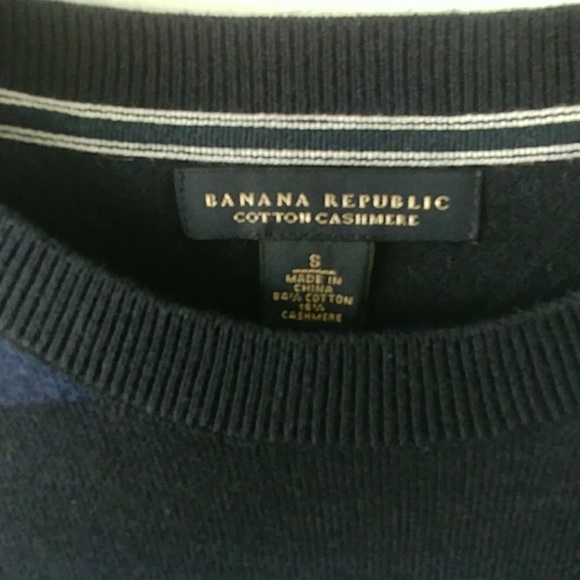 BANANA REPUBLIC
COTTON CASHMERE
S
MADE IN
CHINA
84% COTTON
16%
CASHMERE